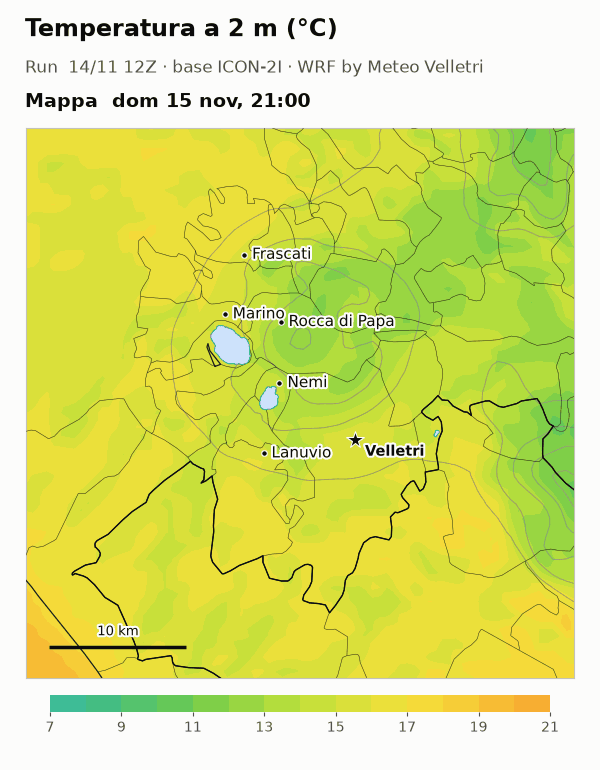 Temperatura a 2 m (°C)
Run  14/11 12Z · base ICON-2I · WRF by Meteo Velletri
Mappa  dom 15 nov, 21:00
Frascati
Marino
Rocca di Papa
Nemi
Velletri
Lanuvio
10 km
7 9 11 13 15 17 19 21